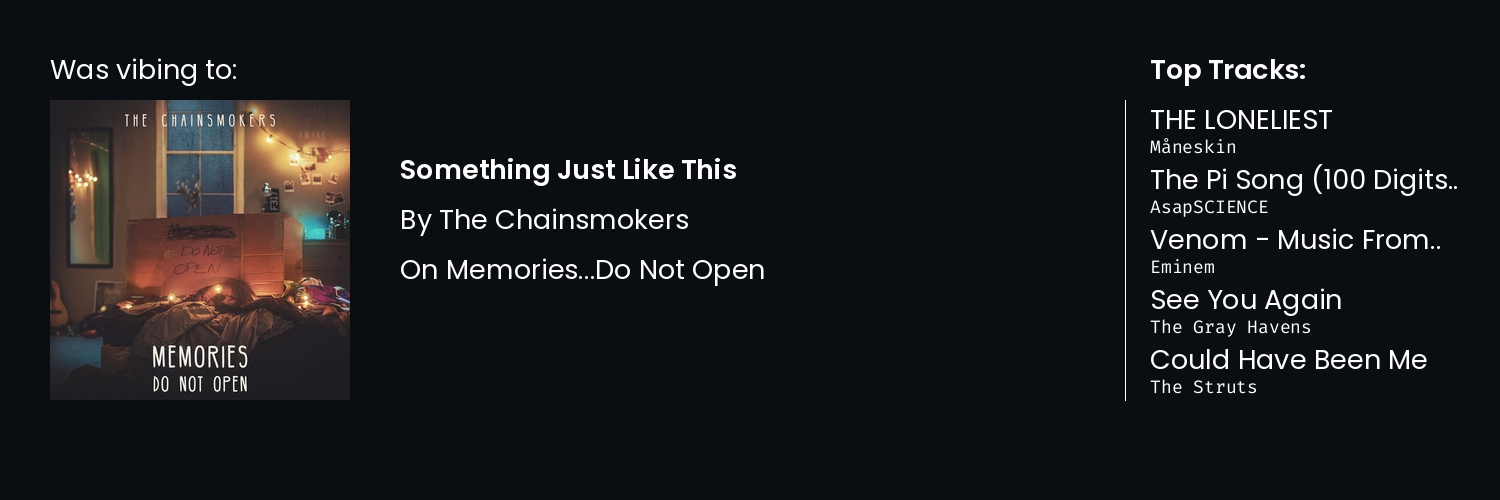 Was vibing to:
THE CHAINSMOKERS
DO NOT
OPEN
MEMORIES
DO NOT OPEN
Something Just Like This
By The Chainsmokers
On Memories...Do Not Open
Top Tracks:
THE LONELIEST
Måneskin
The Pi Song (100 Digits..
AsapSCIENCE
Venom - Music From..
Eminem
See You Again
The Gray Havens
Could Have Been Me
The Struts